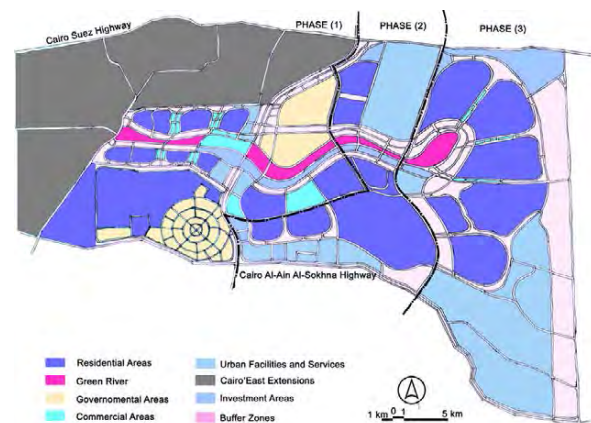 PHASE (1)
PHASE (2)
PHASE (3)
Cairo Suez Highway
Cairo Al-Ain Al-Sokhna Highway
Residential Areas
Green River
Governomental Areas
Commercial Areas
Urban Facilities and Services
Cairo'East Extensions
Investment Areas
Buffer Zones
1 km 0 1 5 km